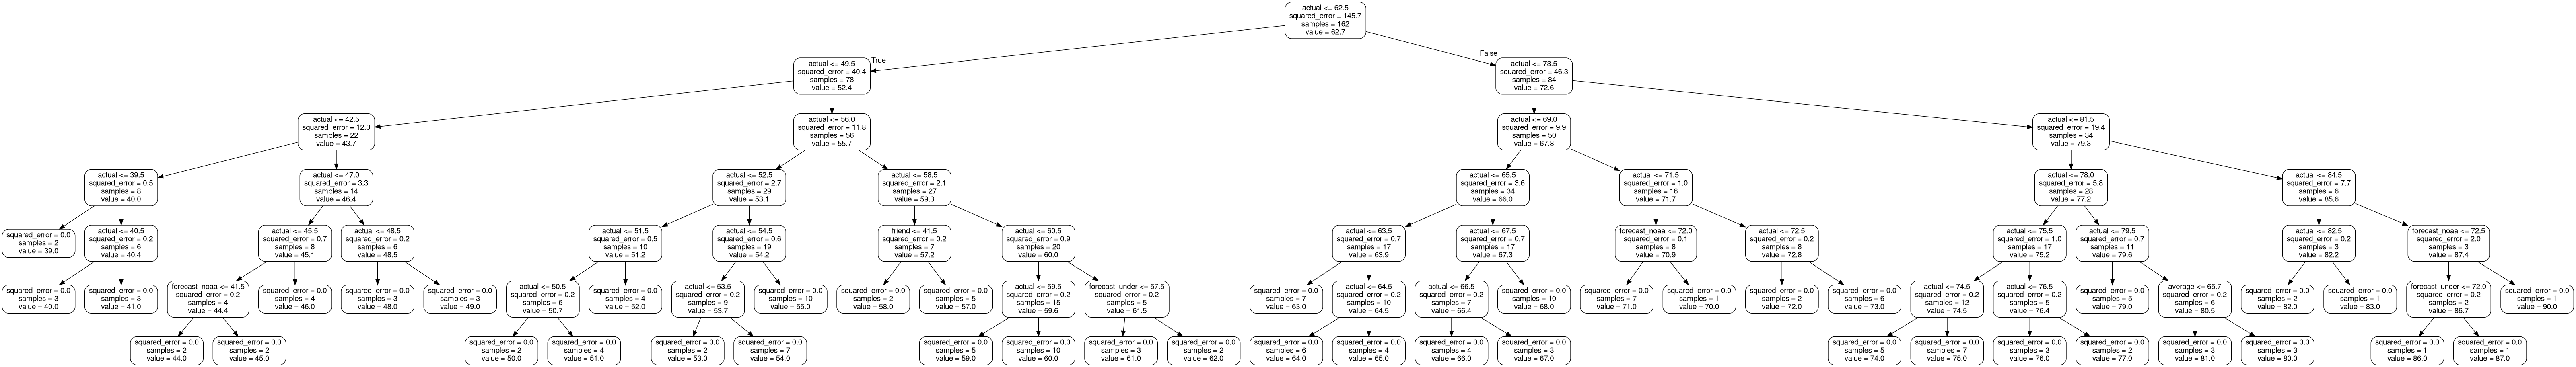 actual <= 62.5
squared_error = 145.7
samples = 162
value = 62.7
True
False
actual <= 49.5
squared_error = 40.4
samples = 78
value = 52.4
actual <= 73.5
squared_error = 46.3
samples = 84
value = 72.6
actual <= 42.5
squared_error = 12.3
samples = 22
value = 43.7
actual <= 56.0
squared_error = 11.8
samples = 56
value = 55.7
actual <= 69.0
squared_error = 9.9
samples = 50
value = 67.8
actual <= 81.5
squared_error = 19.4
samples = 34
value = 79.3
actual <= 39.5
squared_error = 0.5
samples = 8
value = 40.0
actual <= 47.0
squared_error = 3.3
samples = 14
value = 46.4
actual <= 52.5
squared_error = 2.7
samples = 29
value = 53.1
actual <= 58.5
squared_error = 2.1
samples = 27
value = 59.3
actual <= 65.5
squared_error = 3.6
samples = 34
value = 66.0
actual <= 71.5
squared_error = 1.0
samples = 16
value = 71.7
actual <= 78.0
squared_error = 5.8
samples = 28
value = 77.2
actual <= 84.5
squared_error = 7.7
samples = 6
value = 85.6
squared_error = 0.0
samples = 2
value = 39.0
actual <= 40.5
squared_error = 0.2
samples = 6
value = 40.4
actual <= 45.5
squared_error = 0.7
samples = 8
value = 45.1
actual <= 48.5
squared_error = 0.2
samples = 6
value = 48.5
actual <= 51.5
squared_error = 0.5
samples = 10
value = 51.2
actual <= 54.5
squared_error = 0.6
samples = 19
value = 54.2
friend <= 41.5
squared_error = 0.2
samples = 7
value = 57.2
actual <= 60.5
squared_error = 0.9
samples = 20
value = 60.0
actual <= 63.5
squared_error = 0.7
samples = 17
value = 63.9
actual <= 67.5
squared_error = 0.7
samples = 17
value = 67.3
forecast_noaa <= 72.0
squared_error = 0.1
samples = 8
value = 70.9
actual <= 72.5
squared_error = 0.2
samples = 8
value = 72.8
actual <= 75.5
squared_error = 1.0
samples = 17
value = 75.2
actual <= 79.5
squared_error = 0.7
samples = 11
value = 79.6
actual <= 82.5
squared_error = 0.2
samples = 3
value = 82.2
forecast_noaa <= 72.5
squared_error = 2.0
samples = 3
value = 87.4
squared_error = 0.0
samples = 3
value = 40.0
squared_error = 0.0
samples = 3
value = 41.0
forecast_noaa <= 41.5
squared_error = 0.2
samples = 4
value = 44.4
squared_error = 0.0
samples = 4
value = 46.0
squared_error = 0.0
samples = 3
value = 48.0
squared_error = 0.0
samples = 3
value = 49.0
actual <= 50.5
squared_error = 0.2
samples = 6
value = 50.7
squared_error = 0.0
samples = 4
value = 52.0
actual <= 53.5
squared_error = 0.2
samples = 9
value = 53.7
squared_error = 0.0
samples = 10
value = 55.0
squared_error = 0.0
samples = 2
value = 58.0
squared_error = 0.0
samples = 5
value = 57.0
actual <= 59.5
squared_error = 0.2
samples = 15
value = 59.6
forecast_under <= 57.5
squared_error = 0.2
samples = 5
value = 61.5
squared_error = 0.0
samples = 7
value = 63.0
actual <= 64.5
squared_error = 0.2
samples = 10
value = 64.5
actual <= 66.5
squared_error = 0.2
samples = 7
value = 66.4
squared_error = 0.0
samples = 10
value = 68.0
squared_error = 0.0
samples = 7
value = 71.0
squared_error = 0.0
samples = 1
value = 70.0
squared_error = 0.0
samples = 2
value = 72.0
squared_error = 0.0
samples = 6
value = 73.0
actual <= 74.5
squared_error = 0.2
samples = 12
value = 74.5
actual <= 76.5
squared_error = 0.2
samples = 5
value = 76.4
squared_error = 0.0
samples = 5
value = 79.0
average <= 65.7
squared_error = 0.2
samples = 6
value = 80.5
squared_error = 0.0
samples = 2
value = 82.0
squared_error = 0.0
samples = 1
value = 83.0
forecast_under <= 72.0
squared_error = 0.2
samples = 2
value = 86.7
squared_error = 0.0
samples = 1
value = 90.0
squared_error = 0.0
samples = 2
value = 44.0
squared_error = 0.0
samples = 2
value = 45.0
squared_error = 0.0
samples = 2
value = 50.0
squared_error = 0.0
samples = 4
value = 51.0
squared_error = 0.0
samples = 2
value = 53.0
squared_error = 0.0
samples = 7
value = 54.0
squared_error = 0.0
samples = 5
value = 59.0
squared_error = 0.0
samples = 10
value = 60.0
squared_error = 0.0
samples = 3
value = 61.0
squared_error = 0.0
samples = 2
value = 62.0
squared_error = 0.0
samples = 6
value = 64.0
squared_error = 0.0
samples = 4
value = 65.0
squared_error = 0.0
samples = 4
value = 66.0
squared_error = 0.0
samples = 3
value = 67.0
squared_error = 0.0
samples = 5
value = 74.0
squared_error = 0.0
samples = 7
value = 75.0
squared_error = 0.0
samples = 3
value = 76.0
squared_error = 0.0
samples = 2
value = 77.0
squared_error = 0.0
samples = 3
value = 81.0
squared_error = 0.0
samples = 3
value = 80.0
squared_error = 0.0
samples = 1
value = 86.0
squared_error = 0.0
samples = 1
value = 87.0